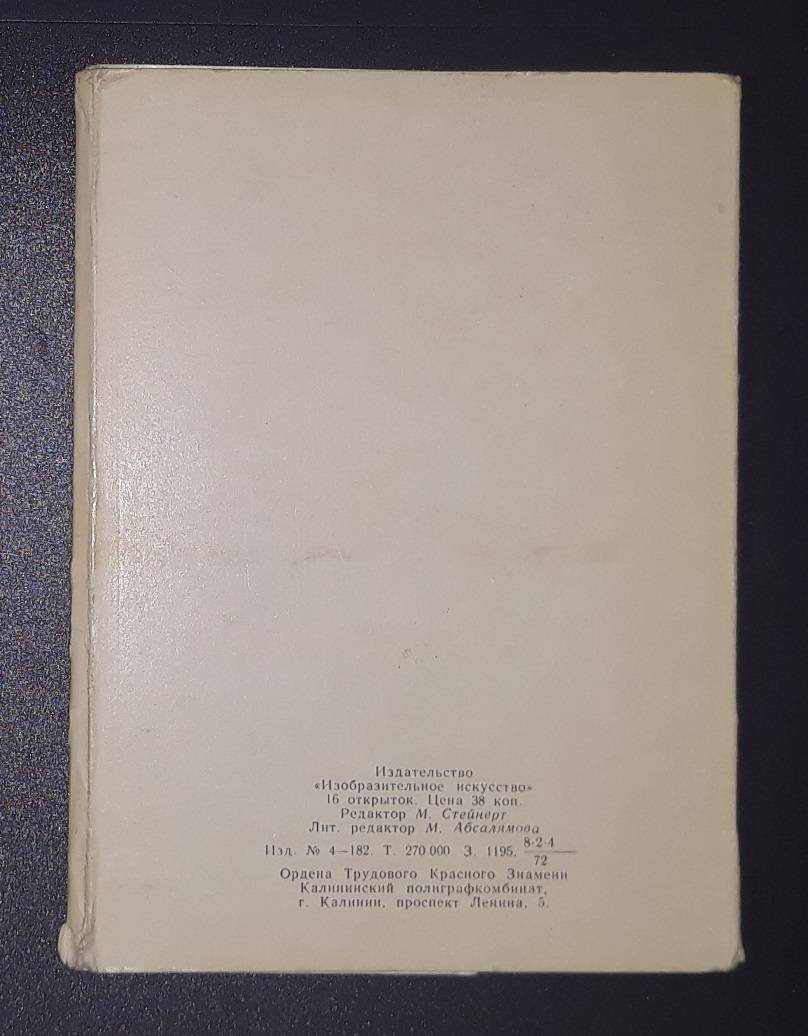 Издательство
«Изобразительное искусство»
16 открыток. Цена 38 коп.
Редактор М. Стейнерт
Лит. редактор М. Абсалямова
Изд. № 4—182. Т. 270 000. З. 1195. 8-2-4/72
Ордена Трудового Красного Знамени
Калининский полиграфкомбинат,
г. Калинин, проспект Ленина, 5.